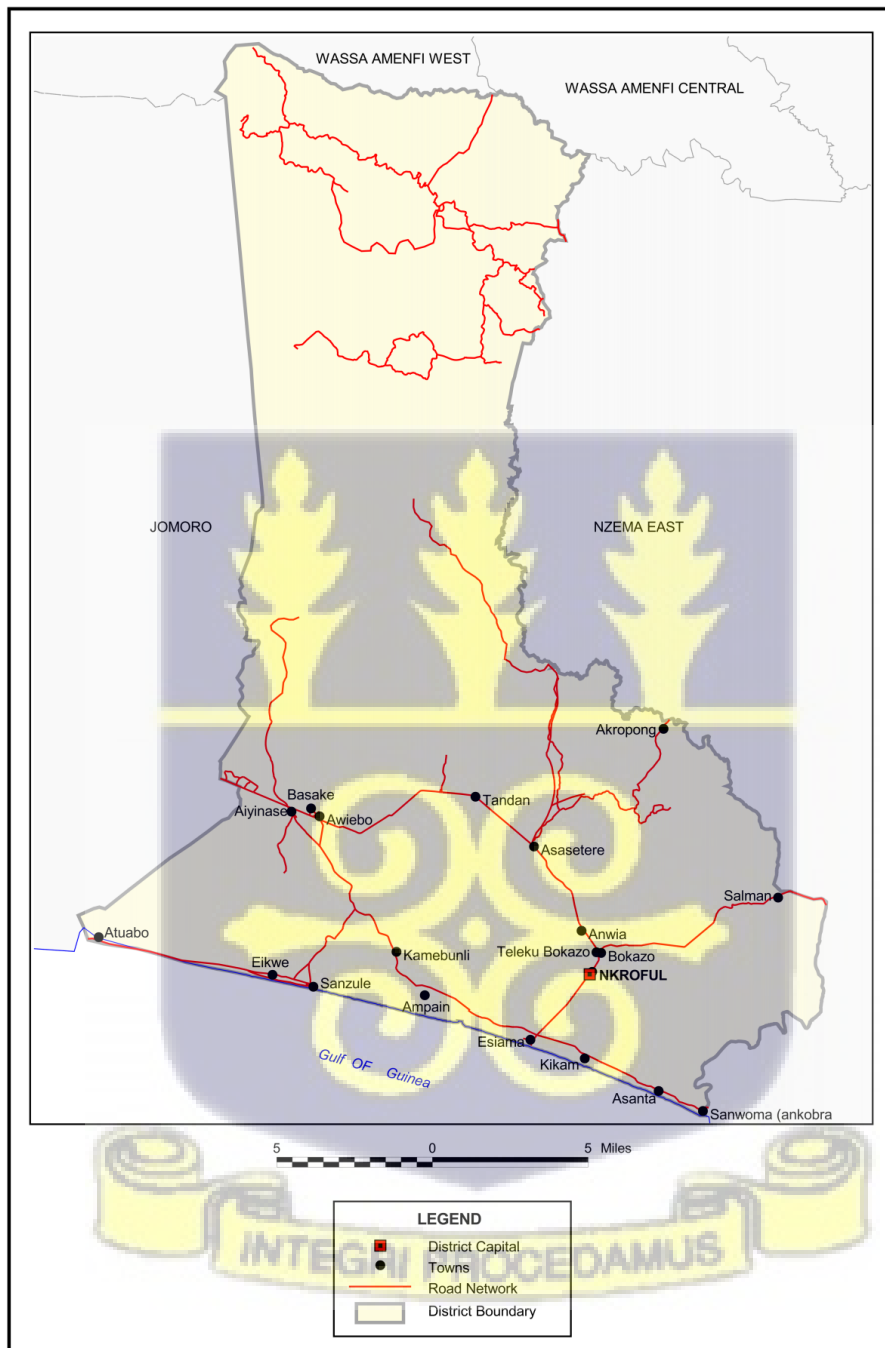 WASSA AMENFI WEST
WASSA AMENFI CENTRAL
JOMORO
NZEMA EAST
Akropong
Basake
Tandan
Aiyinase
Awiebo
Asasetere
Salman
Atuabo
Anwia
Kamebunli
Teleku Bokazo
Bokazo
Eikwe
NKROFUL
Sanzule
Ampain
Esiama
Gulf OF Guinea
Kikam
Asanta
Sanwoma (ankobra
5 0 5 Miles
LEGEND
District Capital
Towns
Road Network
District Boundary
INTEGRI PROCEDAMUS